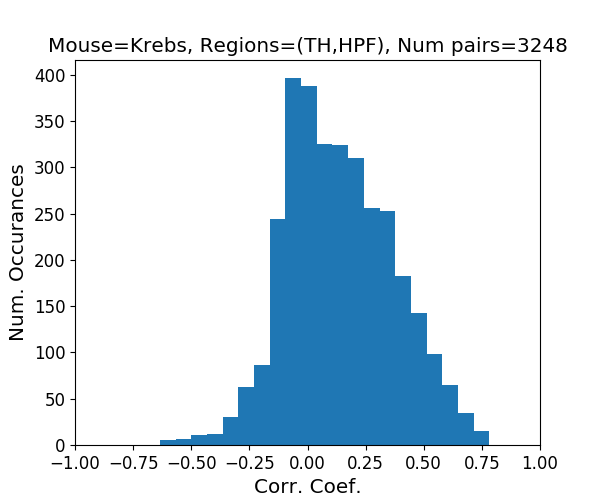 Mouse=Krebs, Regions=(TH,HPF), Num pairs=3248
400
350
300
250
200
150
100
50
0
Num. Occurances
−1.00 −0.75 −0.50 −0.25 0.00 0.25 0.50 0.75 1.00
Corr. Coef.